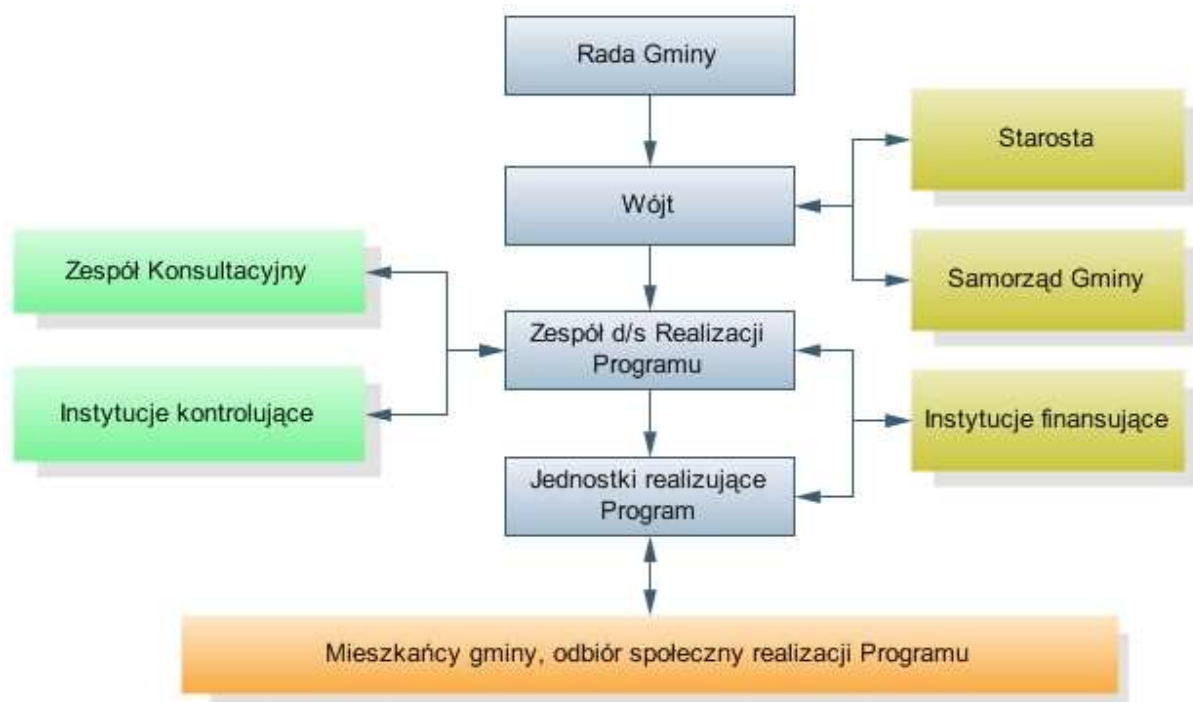 Rada Gminy
Starosta
Wójt
Zespół Konsultacyjny
Samorząd Gminy
Zespół d/s Realizacji
Programu
Instytucje kontrolujące
Instytucje finansujące
Jednostki realizujące
Program
Mieszkańcy gminy, odbiór społeczny realizacji Programu